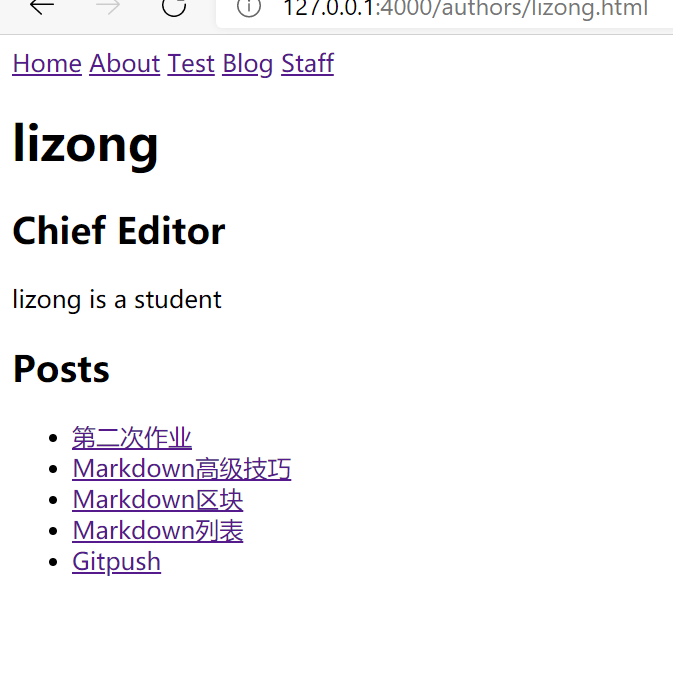 127.0.0.1:4000/authors/lizong.html
Home About Test Blog Staff
lizong
Chief Editor
lizong is a student
Posts
第二次作业
Markdown高级技巧
Markdown区块
Markdown列表
Gitpush